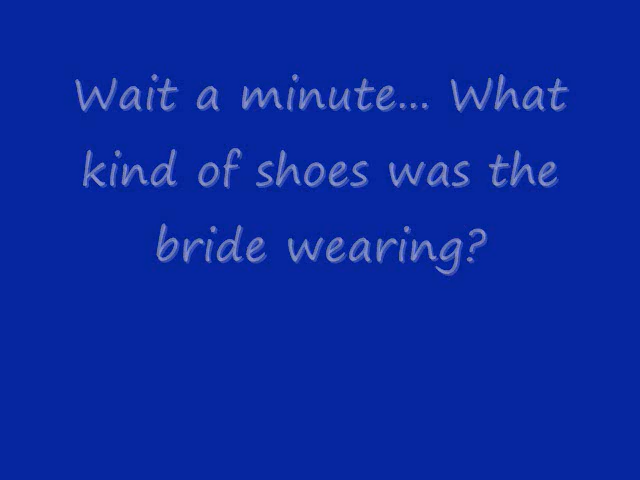 Wait a minute... What
kind of shoes was the
bride wearing?